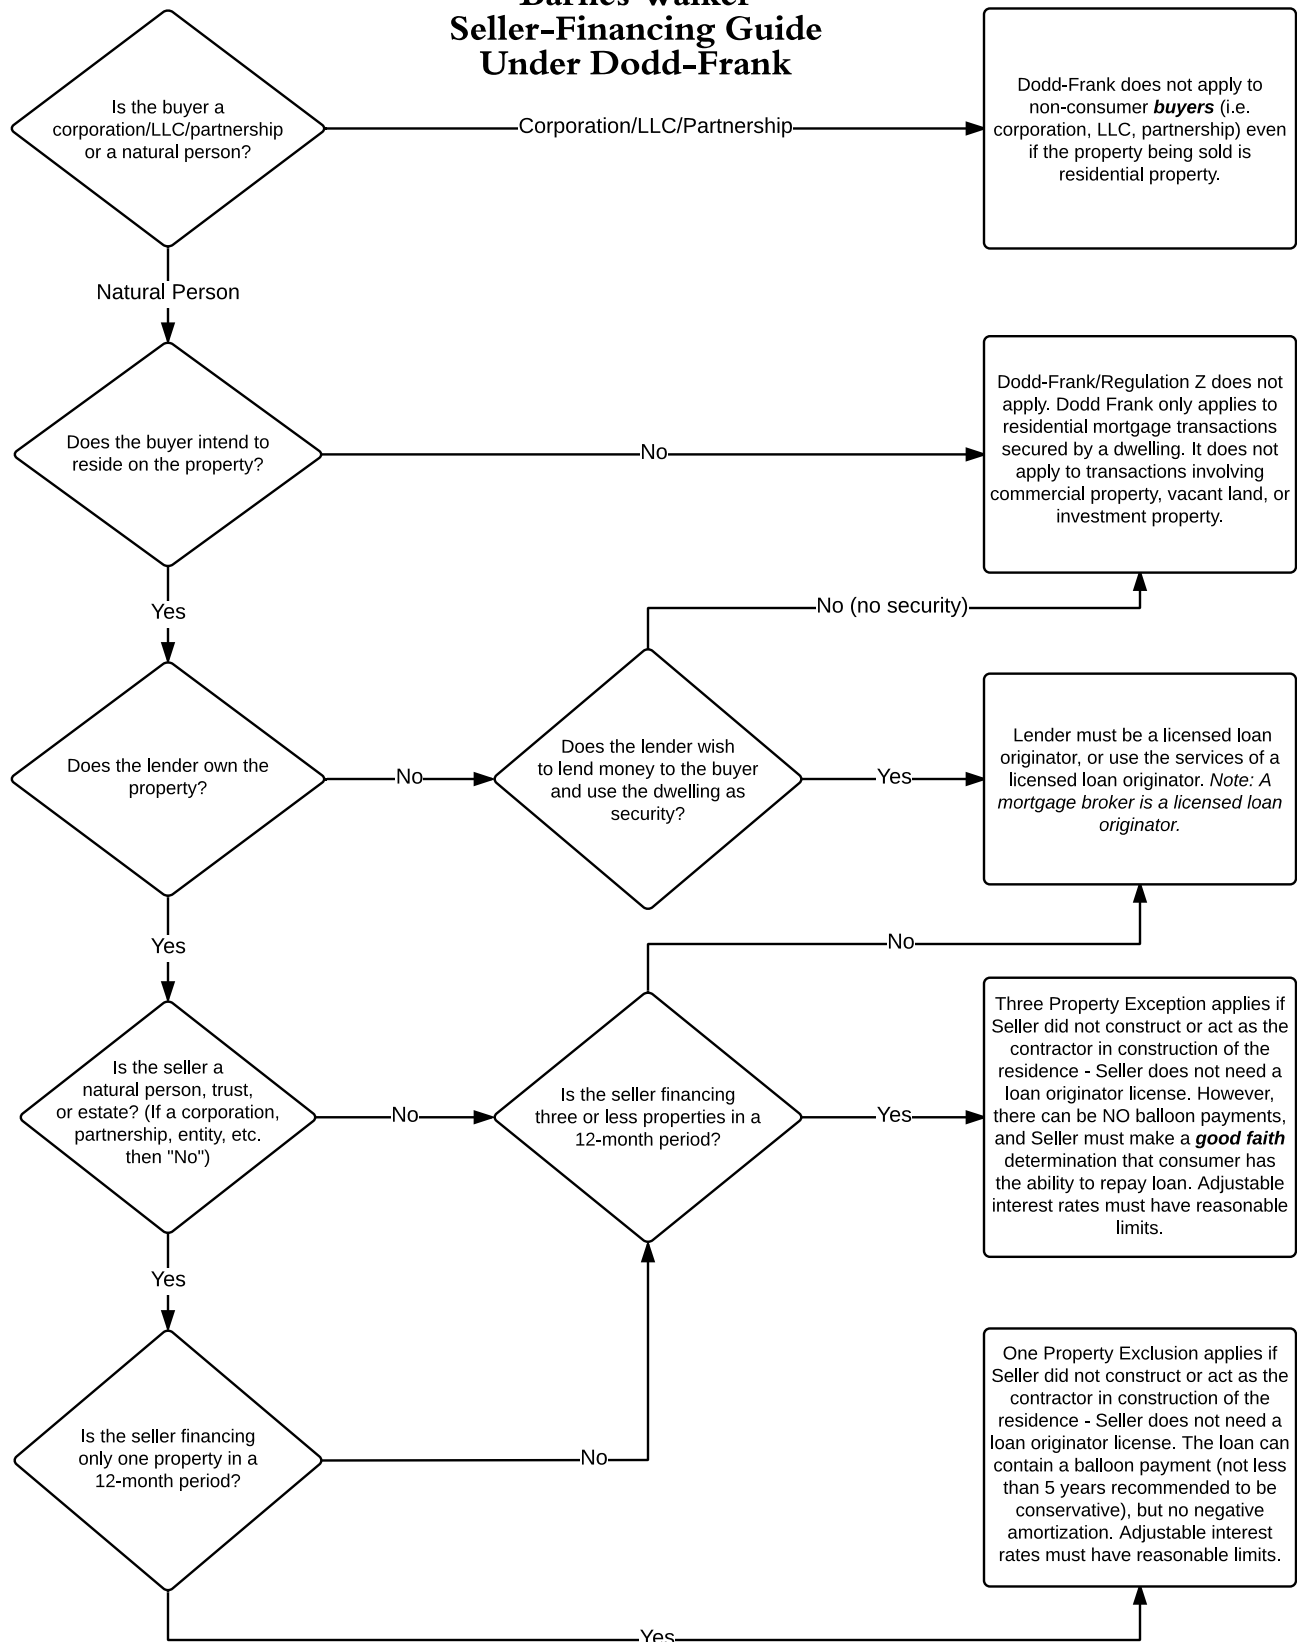 Barnes Walker
Seller-Financing Guide
Under Dodd-Frank
Is the buyer a
corporation/LLC/partnership
or a natural person?
Corporation/LLC/Partnership
Dodd-Frank does not apply to
non-consumer buyers (i.e.
corporation, LLC, partnership) even
if the property being sold is
residential property.
Natural Person
Does the buyer intend to
reside on the property?
No
Dodd-Frank/Regulation Z does not
apply. Dodd Frank only applies to
residential mortgage transactions
secured by a dwelling. It does not
apply to transactions involving
commercial property, vacant land, or
investment property.
Yes
No (no security)
Does the lender own the
property?
No
Does the lender wish
to lend money to the buyer
and use the dwelling as
security?
Yes
Lender must be a licensed loan
originator, or use the services of a
licensed loan originator. Note: A
mortgage broker is a licensed loan
originator.
Yes
No
Is the seller a
natural person, trust,
or estate? (If a corporation,
partnership, entity, etc.
then "No")
No
Is the seller financing
three or less properties in a
12-month period?
Yes
Three Property Exception applies if
Seller did not construct or act as the
contractor in construction of the
residence - Seller does not need a
loan originator license. However,
there can be NO balloon payments,
and Seller must make a good faith
determination that consumer has
the ability to repay loan. Adjustable
interest rates must have reasonable
limits.
Yes
Is the seller financing
only one property in a
12-month period?
No
One Property Exclusion applies if
Seller did not construct or act as the
contractor in construction of the
residence - Seller does not need a
loan originator license. The loan can
contain a balloon payment (not less
than 5 years recommended to be
conservative), but no negative
amortization. Adjustable interest
rates must have reasonable limits.
Yes